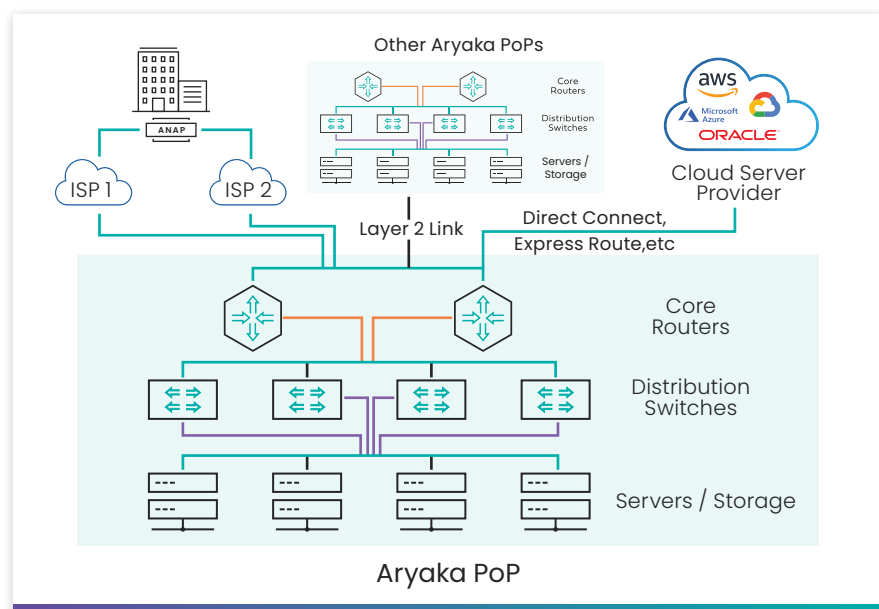 Other Aryaka PoPs
Core
Routers
Distribution
Switches
Servers /
Storage
ANAP
ISP 1
ISP 2
aws
Microsoft
Azure
ORACLE
Cloud Server
Provider
Layer 2 Link
Direct Connect,
Express Route,etc
Core
Routers
Distribution
Switches
Servers / Storage
Aryaka PoP